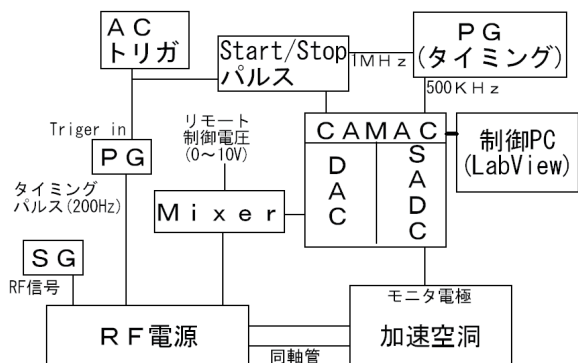 AC
トリガ
Start/Stop
パルス
1MHz
PG
(タイミング)
500KHz
Triger in
PG
リモート
制御電圧
(0～10V)
CAMAC
DAC
SADC
制御PC
(LabView)
タイミング
パルス(200Hz)
Mixer
SG
RF信号
RF電源
同軸管
モニタ電極
加速空洞